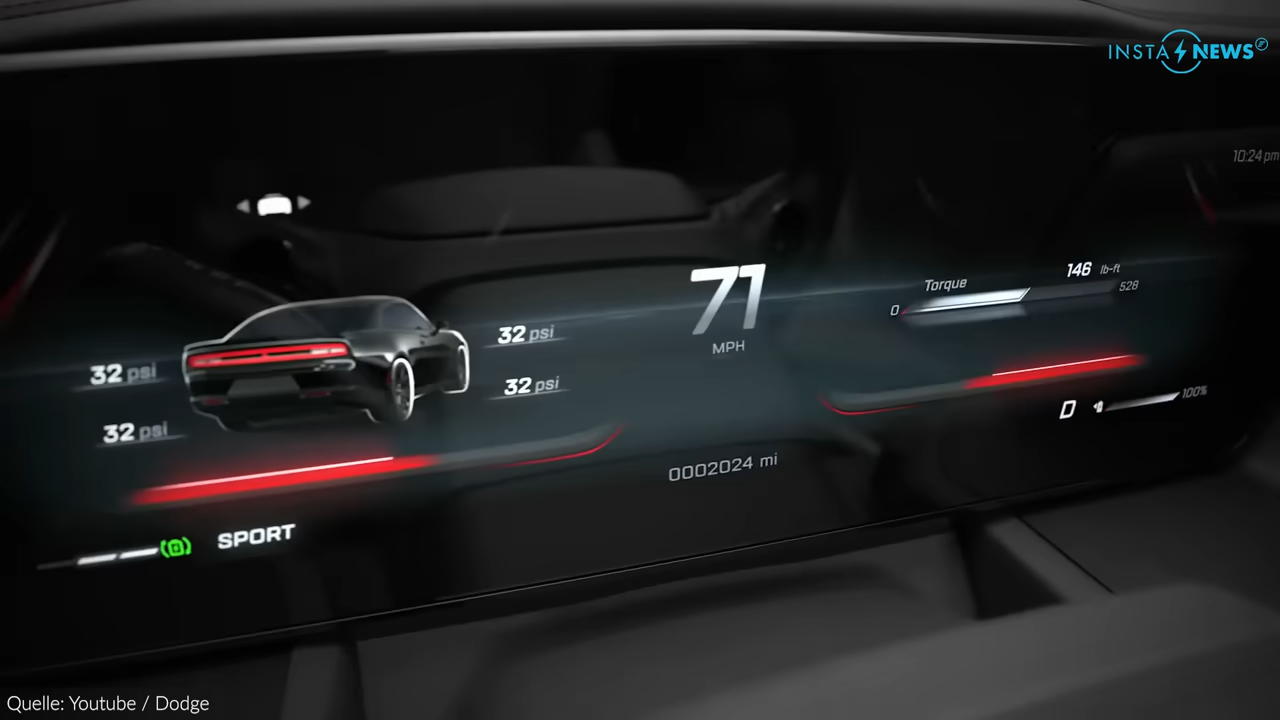 INSTA NEWS
10:24 pm
71
MPH
Torque
146 lb-ft
0
528
32 psi
32 psi
32 psi
32 psi
D
100%
0002024 mi
SPORT
Quelle: Youtube / Dodge